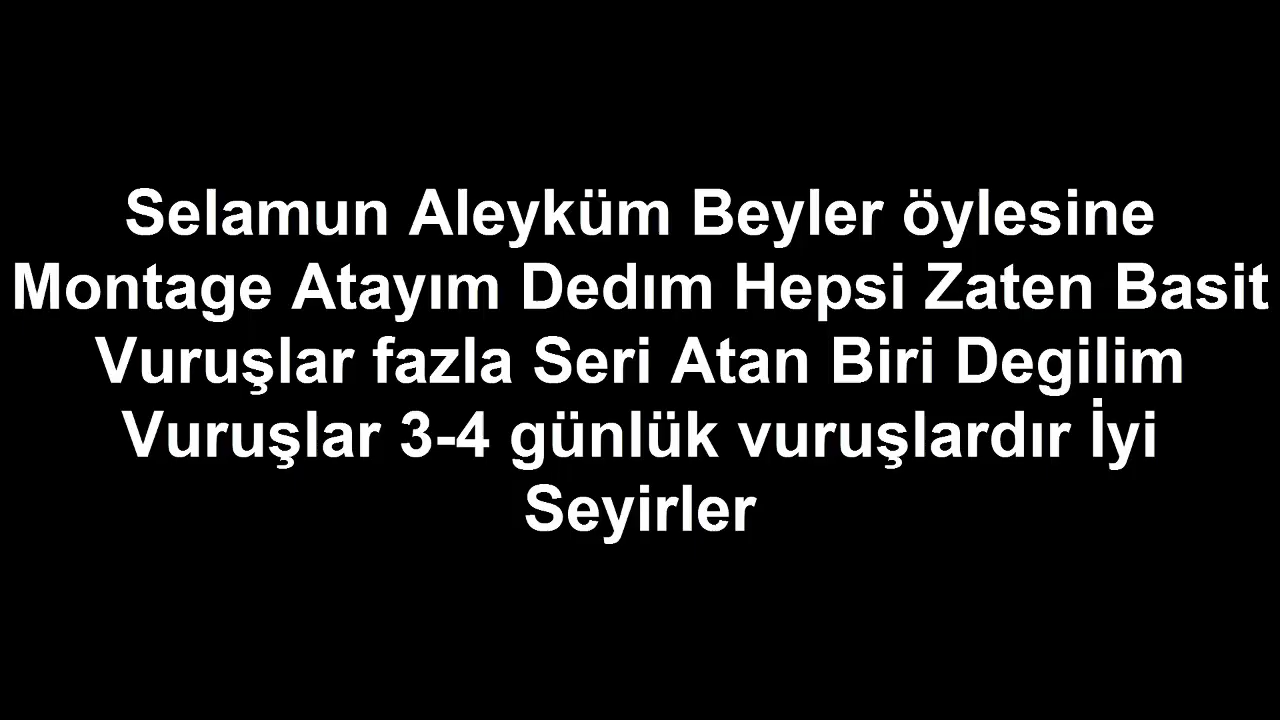 Selamun Aleyküm Beyler öylesine
Montage Atayım Dedım Hepsi Zaten Basit
Vuruşlar fazla Seri Atan Biri Degilim
Vuruşlar 3-4 günlük vuruşlardır İyi
Seyirler